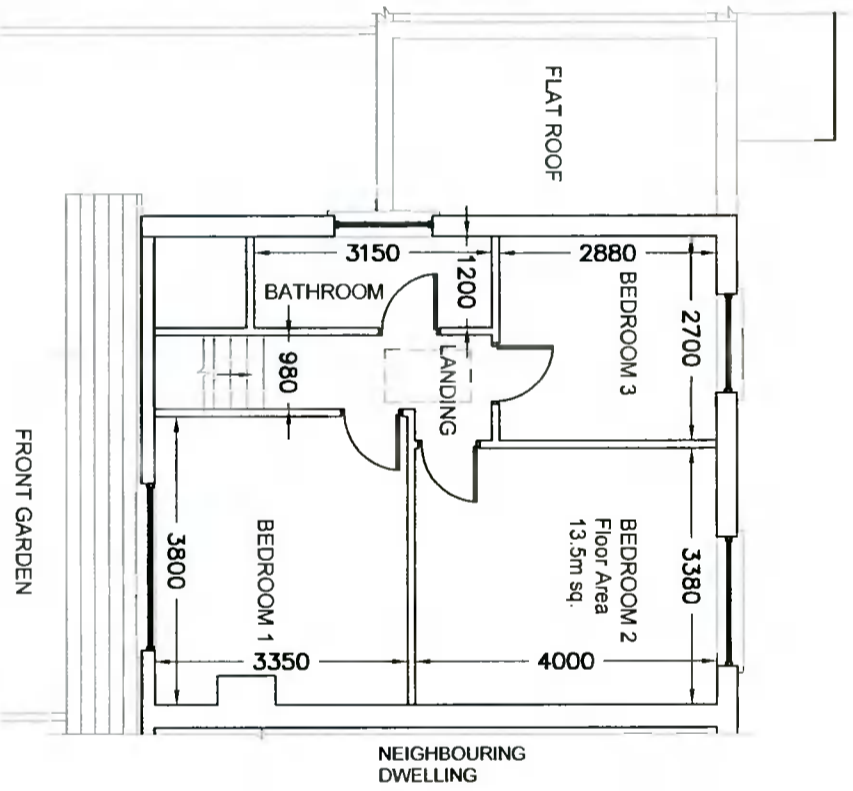 FLAT ROOF
3150
1200
2880
BATHROOM
BEDROOM 3
2700
980
LANDING
FRONT GARDEN
3800
BEDROOM 1
BEDROOM 2
Floor Area
13.5m sq.
3380
3350
4000
NEIGHBOURING
DWELLING